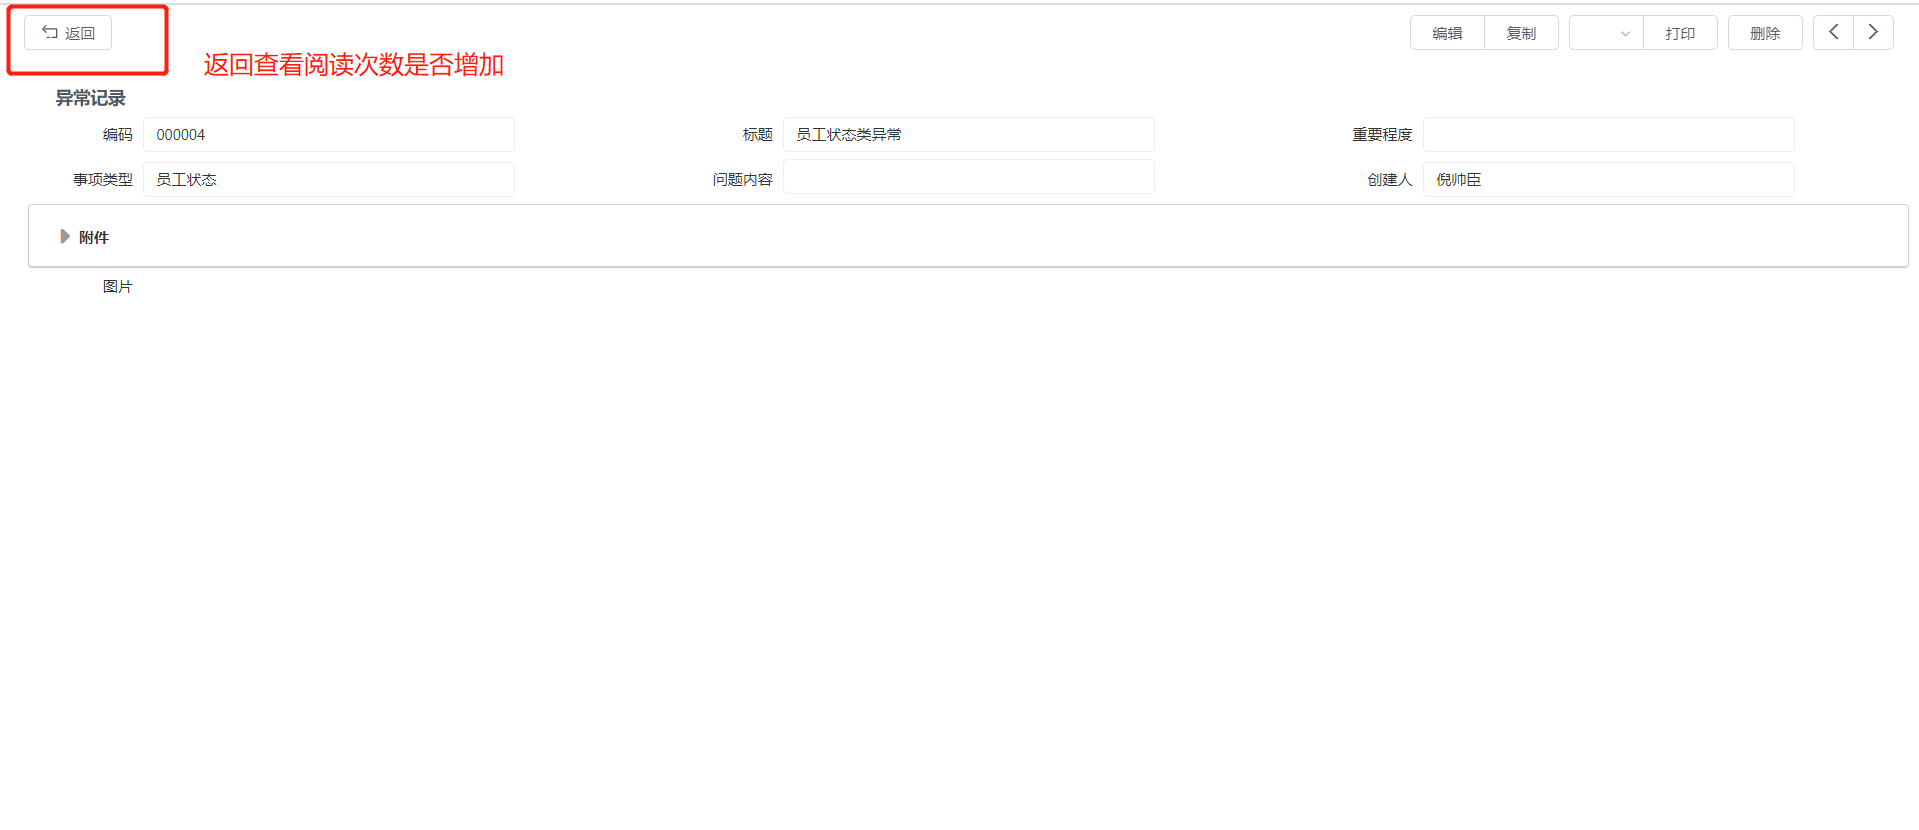 返回
编辑 复制 打印 删除
返回查看阅读次数是否增加
异常记录
编码 000004 标题 员工状态类异常 重要程度
事项类型 员工状态 问题内容 创建人 倪帅臣
附件
图片